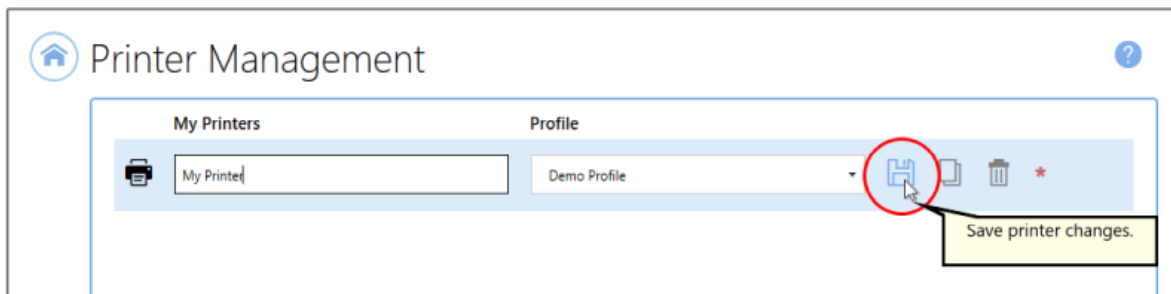 Printer Management
?
My Printers Profile
My Printer Demo Profile *
Save printer changes.